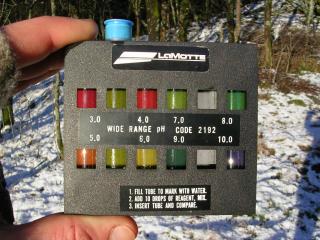 LaMotte
3.0 4.0 7.0 8.0
WIDE RANGE pH CODE 2192
5.0 6.0 9.0 10.0
1. FILL TUBE TO MARK WITH WATER.
2. ADD 10 DROPS OF REAGENT, MIX.
3. INSERT TUBE AND COMPARE.